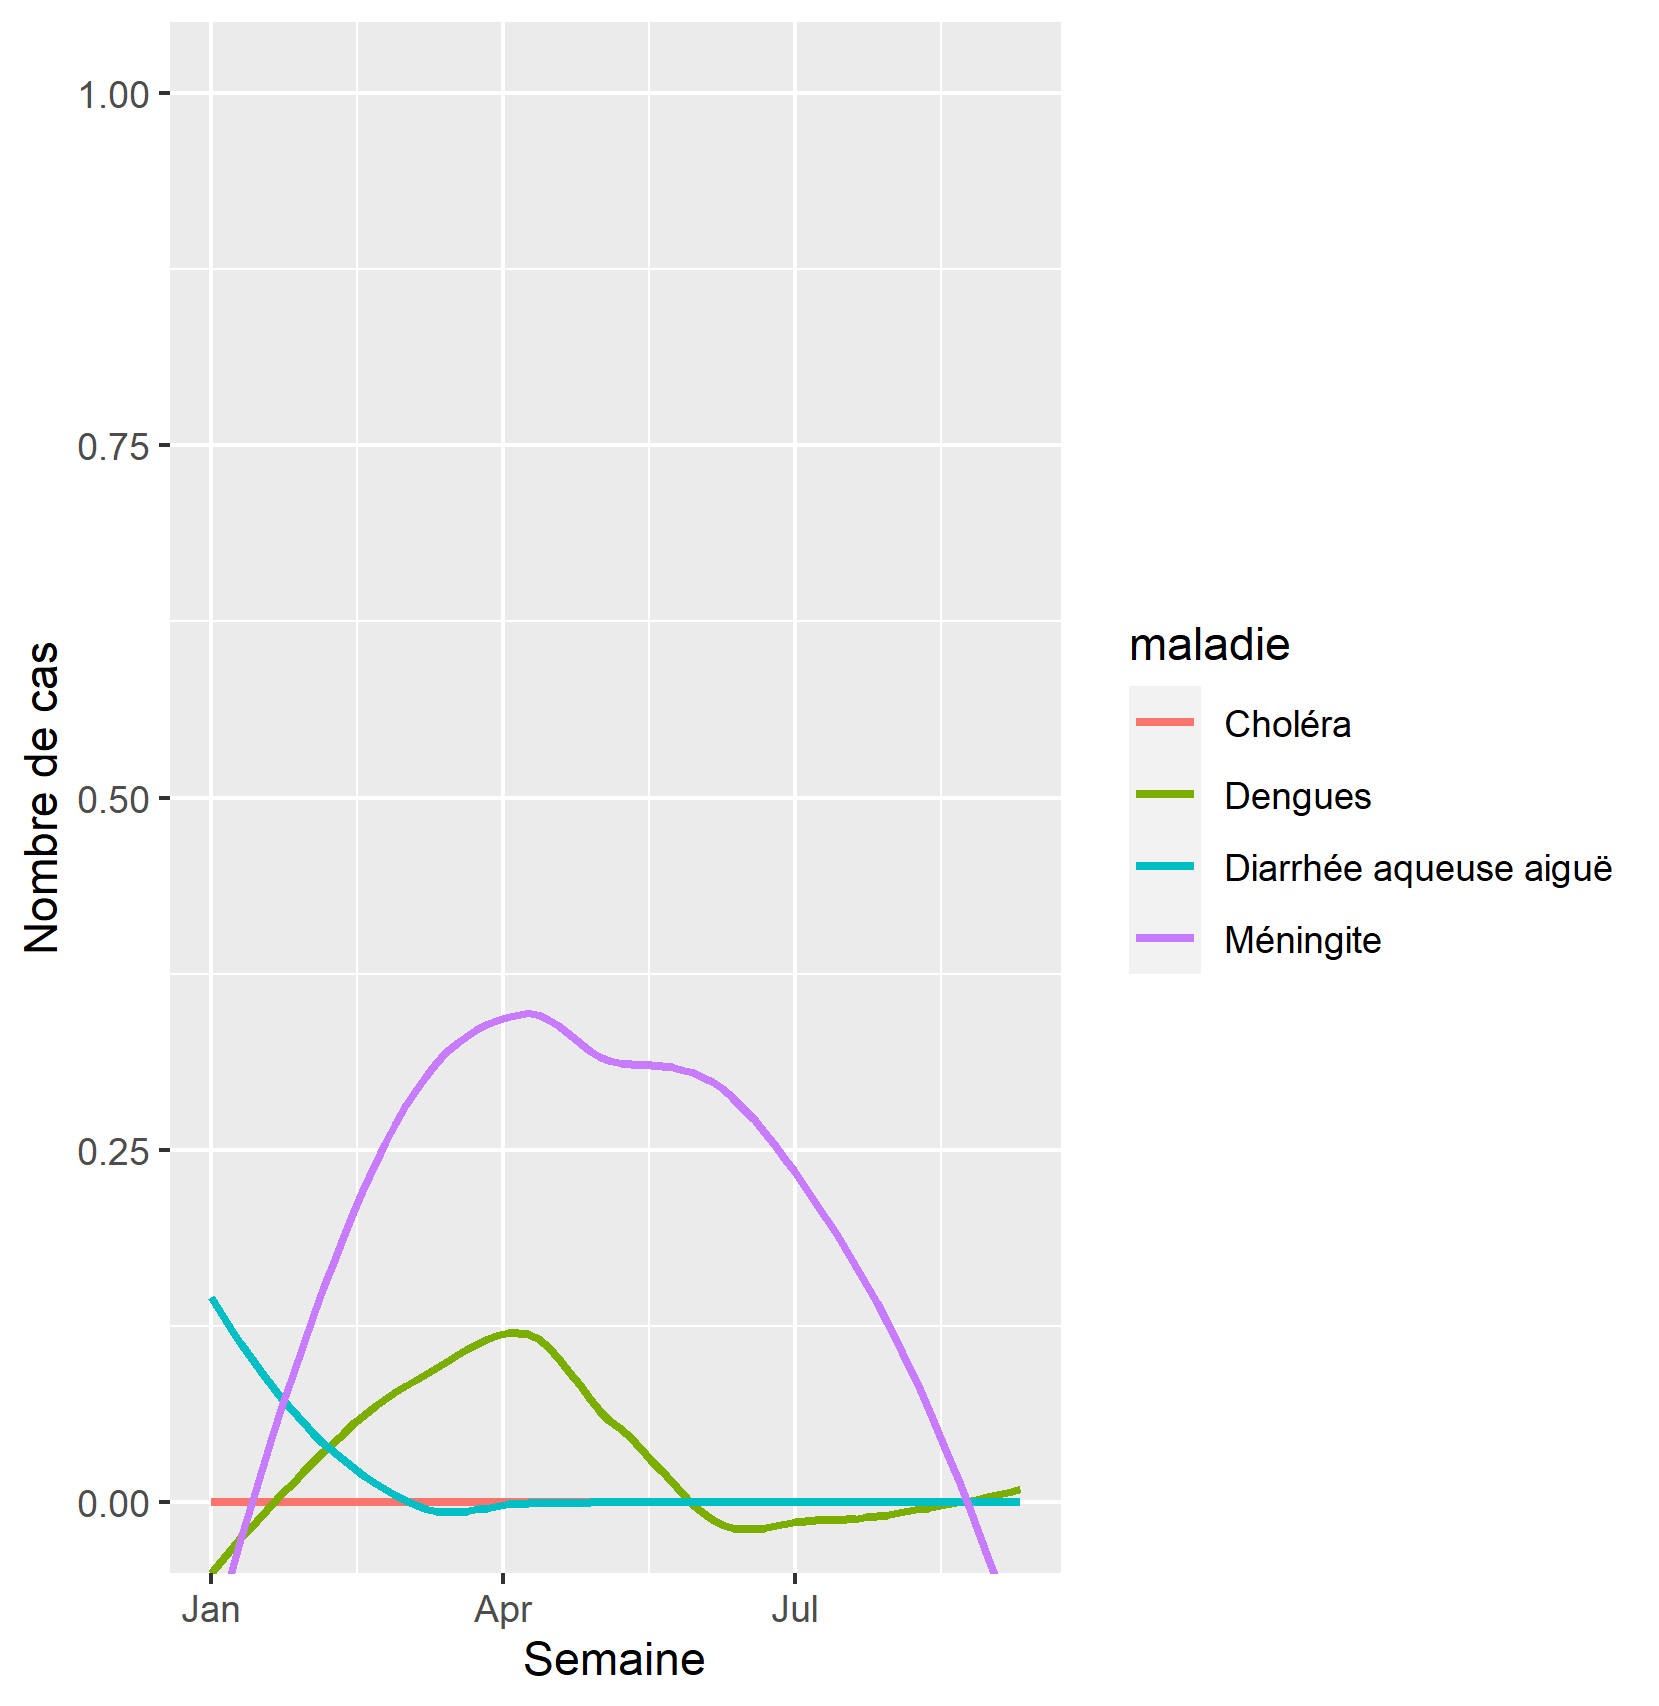 1.00
0.75
0.50
0.25
0.00
Nombre de cas
Jan Apr Jul
Semaine
maladie
Choléra
Dengues
Diarrhée aqueuse aiguë
Méningite